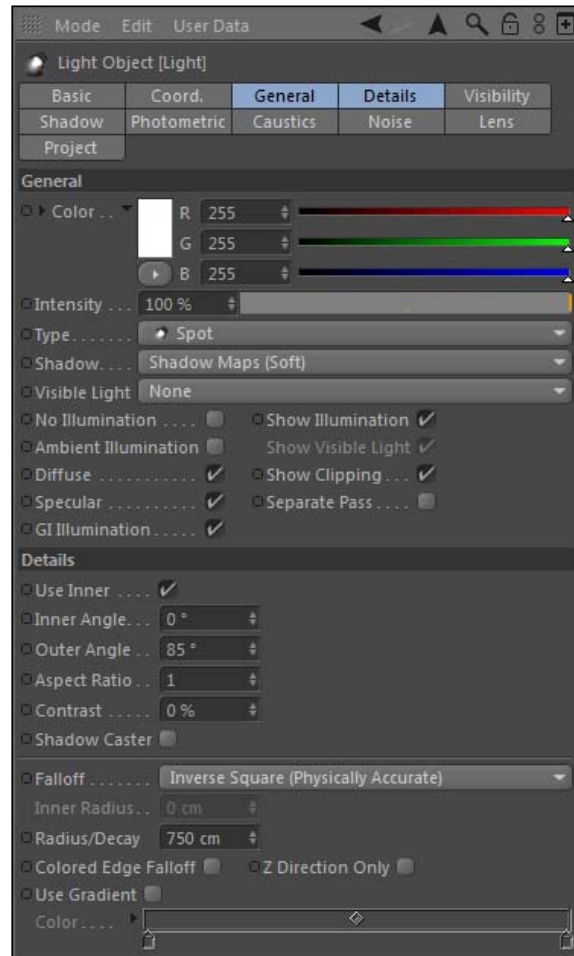 Mode Edit User Data
Light Object [Light]
Basic Coord. General Details Visibility
Shadow Photometric Caustics Noise Lens
Project
General
Color . . R 255
G 255
B 255
Intensity . . . 100 %
Type. . . . . . . Spot
Shadow. . . . Shadow Maps (Soft)
Visible Light None
No Illumination . . . . Show Illumination
Ambient Illumination Show Visible Light
Diffuse . . . . . . . . . . . Show Clipping . . .
Specular . . . . . . . . . . Separate Pass . . . .
GI Illumination . . . . .
Details
Use Inner . . . .
Inner Angle. . . 0 °
Outer Angle . . 85 °
Aspect Ratio . . 1
Contrast . . . . . 0 %
Shadow Caster
Falloff . . . . . . . Inverse Square (Physically Accurate)
Inner Radius. . 0 cm
Radius/Decay 750 cm
Colored Edge Falloff Z Direction Only
Use Gradient
Color . . . .